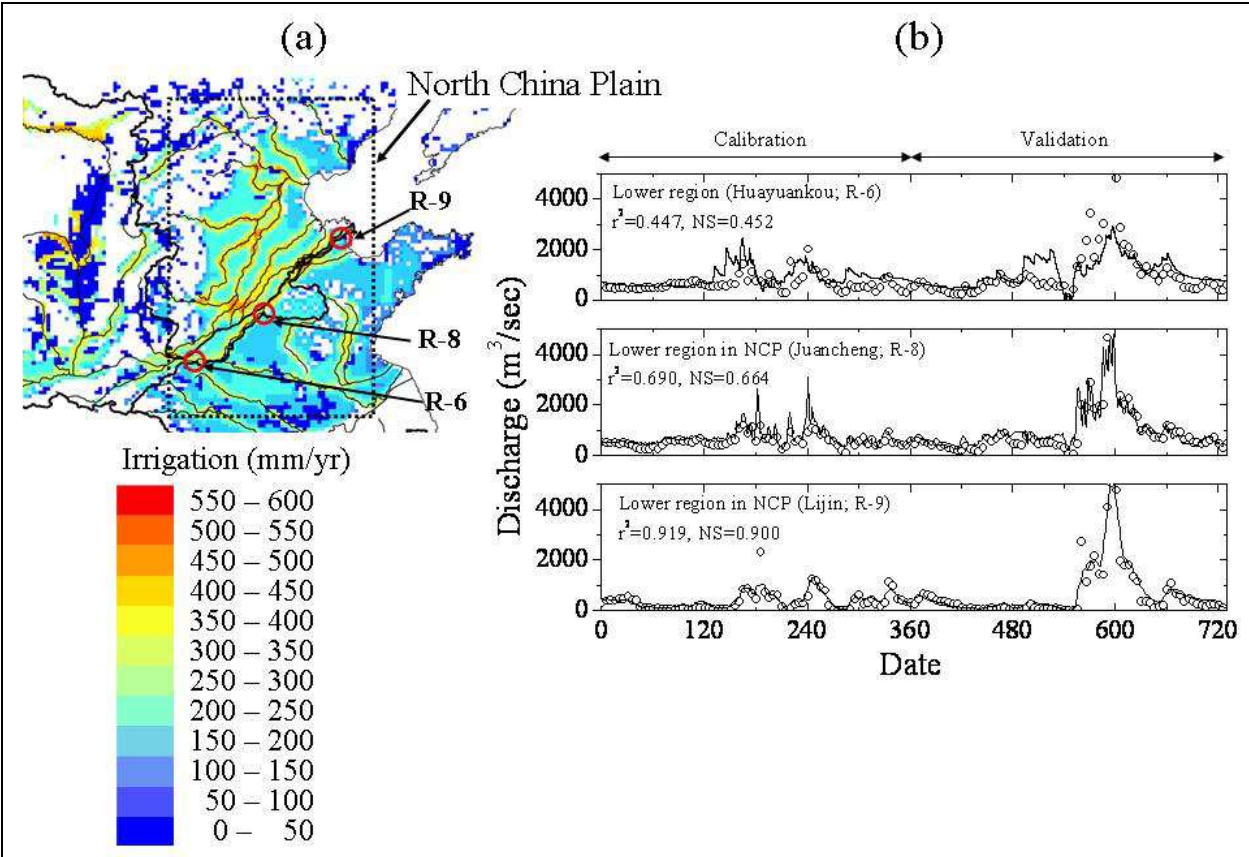 (a)
North China Plain
R-9
R-8
R-6
Irrigation (mm/yr)
550 – 600
500 – 550
450 – 500
400 – 450
350 – 400
300 – 350
250 – 300
200 – 250
150 – 200
100 – 150
50 – 100
0 – 50
(b)
Calibration
Validation
Lower region (Huayuankou; R-6)
r²=0.447, NS=0.452
4000
2000
0
Lower region in NCP (Juancheng; R-8)
r²=0.690, NS=0.664
4000
2000
0
Lower region in NCP (Lijin; R-9)
r²=0.919, NS=0.900
4000
2000
0
Discharge (m³/sec)
0 120 240 360 480 600 720
Date